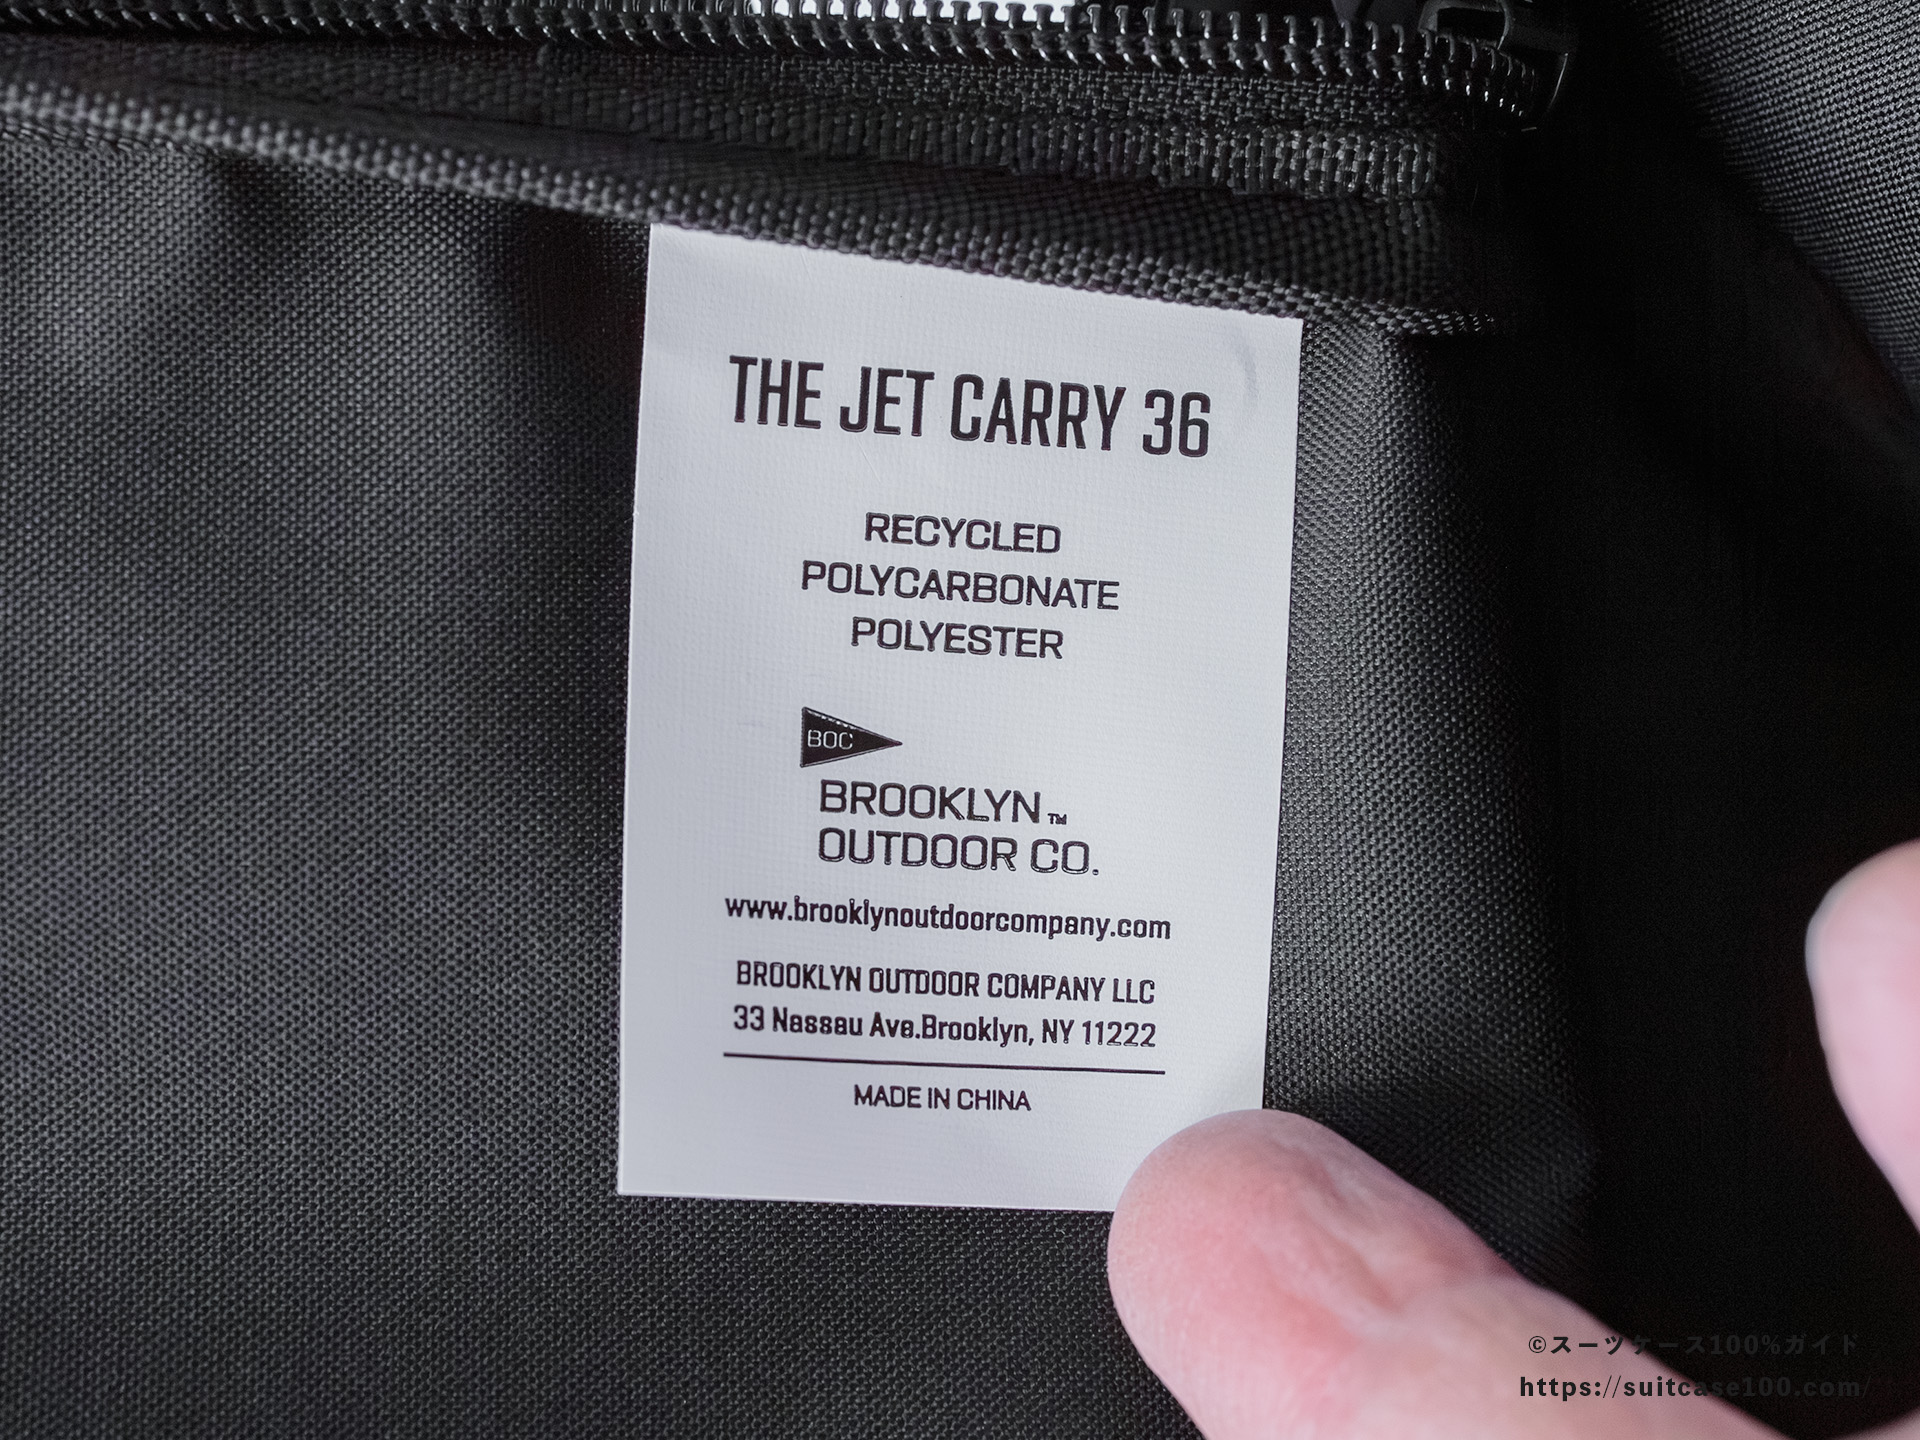 THE JET CARRY 36
RECYCLED
POLYCARBONATE
POLYESTER
BOC
BROOKLYN™
OUTDOOR CO.
www.brooklynoutdoorcompany.com
BROOKLYN OUTDOOR COMPANY LLC
33 Nassau Ave.Brooklyn, NY 11222
MADE IN CHINA
©スーツケース100%ガイド
https://suitcase100.com/